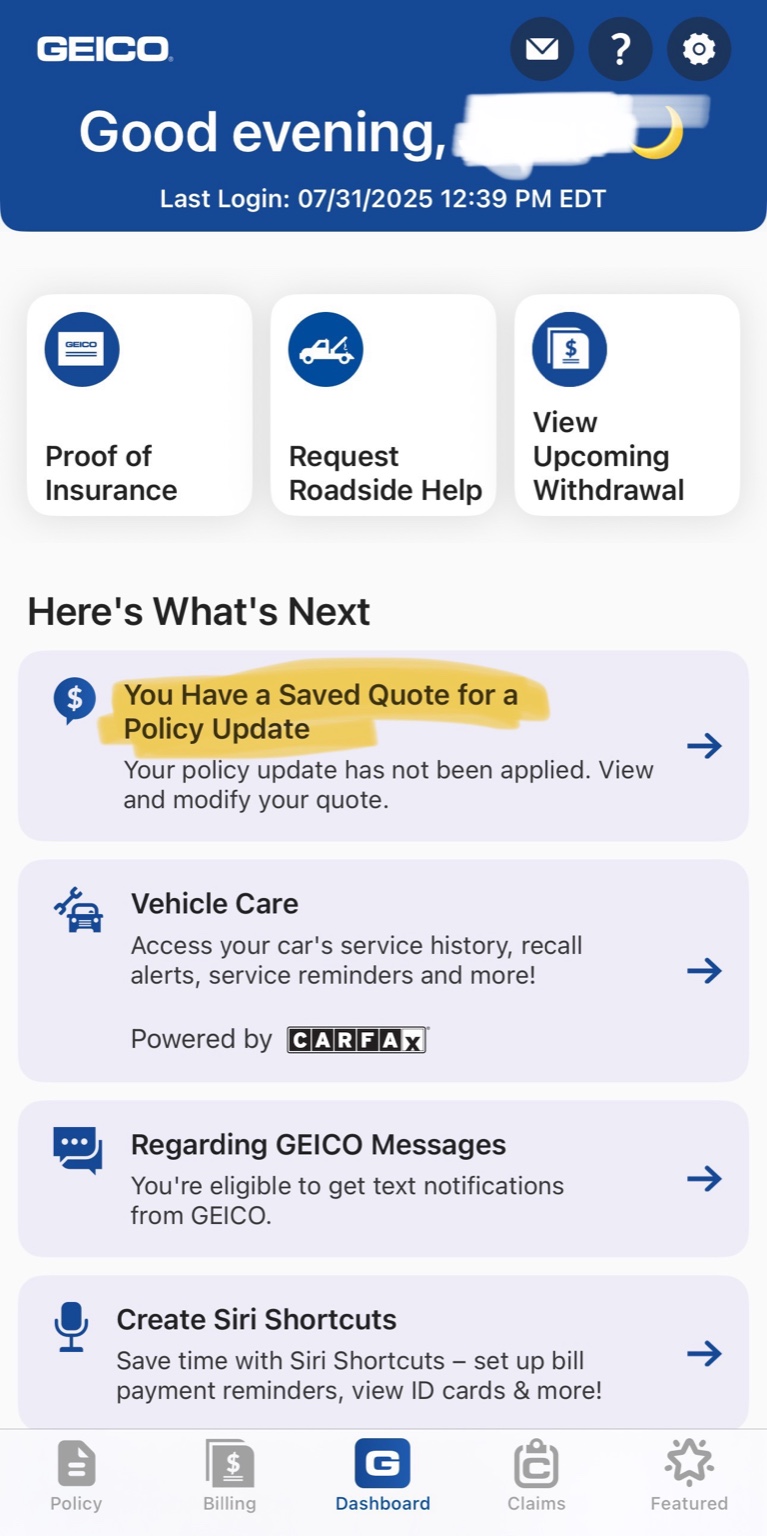 GEICO
?
Good evening,
Last Login: 07/31/2025 12:39 PM EDT
GEICO
$
Proof of
Insurance
Request
Roadside Help
View
Upcoming
Withdrawal
Here's What's Next
$
You Have a Saved Quote for a
Policy Update
Your policy update has not been applied. View
and modify your quote.
Vehicle Care
Access your car's service history, recall
alerts, service reminders and more!
Powered by CARFAX
Regarding GEICO Messages
You're eligible to get text notifications
from GEICO.
Create Siri Shortcuts
Save time with Siri Shortcuts – set up bill
payment reminders, view ID cards & more!
$
G
C
Policy
Billing
Dashboard
Claims
Featured